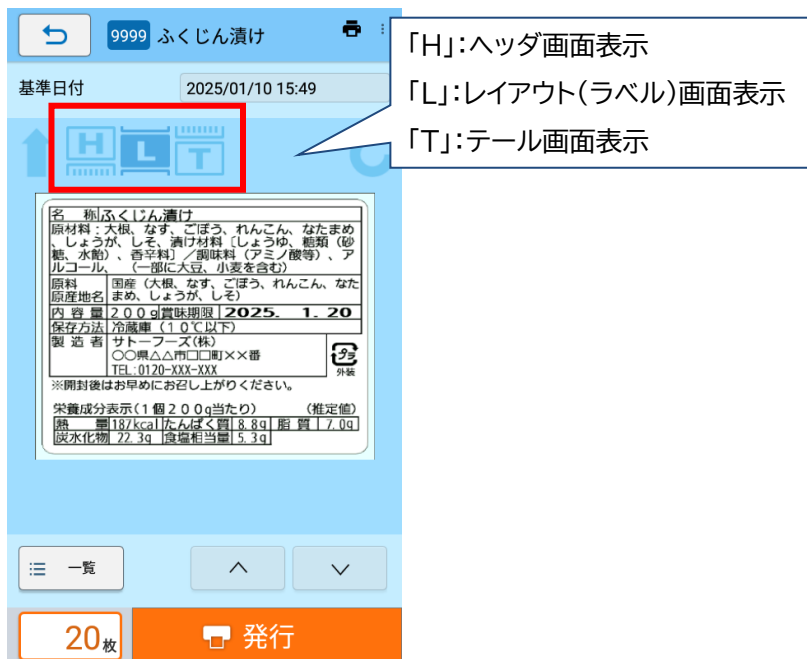 9999 ふくじん漬け
基準日付 2025/01/10 15:49
H L T
「H」:ヘッダ画面表示
「L」:レイアウト(ラベル)画面表示
「T」:テール画面表示
名 称 ふくじん漬け
原材料:大根、なす、ごぼう、れんこん、なたまめ
、しょうが、しそ、漬け材料〔しょうゆ、糖類(砂
糖、水飴)、香辛料〕/調味料(アミノ酸等)、ア
ルコール、 (一部に大豆、小麦を含む)
原料 国産(大根、なす、ごぼう、れんこん、なた
原産地名 まめ、しょうが、しそ)
内 容 量 200g 賞味期限 2025. 1. 20
保存方法 冷蔵庫(10℃以下)
製 造 者 サトーフーズ(株)
〇〇県△△市□□町××番
TEL:0120-XXX-XXX
プラ
外装
※開封後はお早めにお召し上がりください。
栄養成分表示(1個200g当たり) (推定値)
熱 量 187kcal たんぱく質 8.8g 脂 質 7.0g
炭水化物 22.3g 食塩相当量 5.3g
一覧
20枚 発行